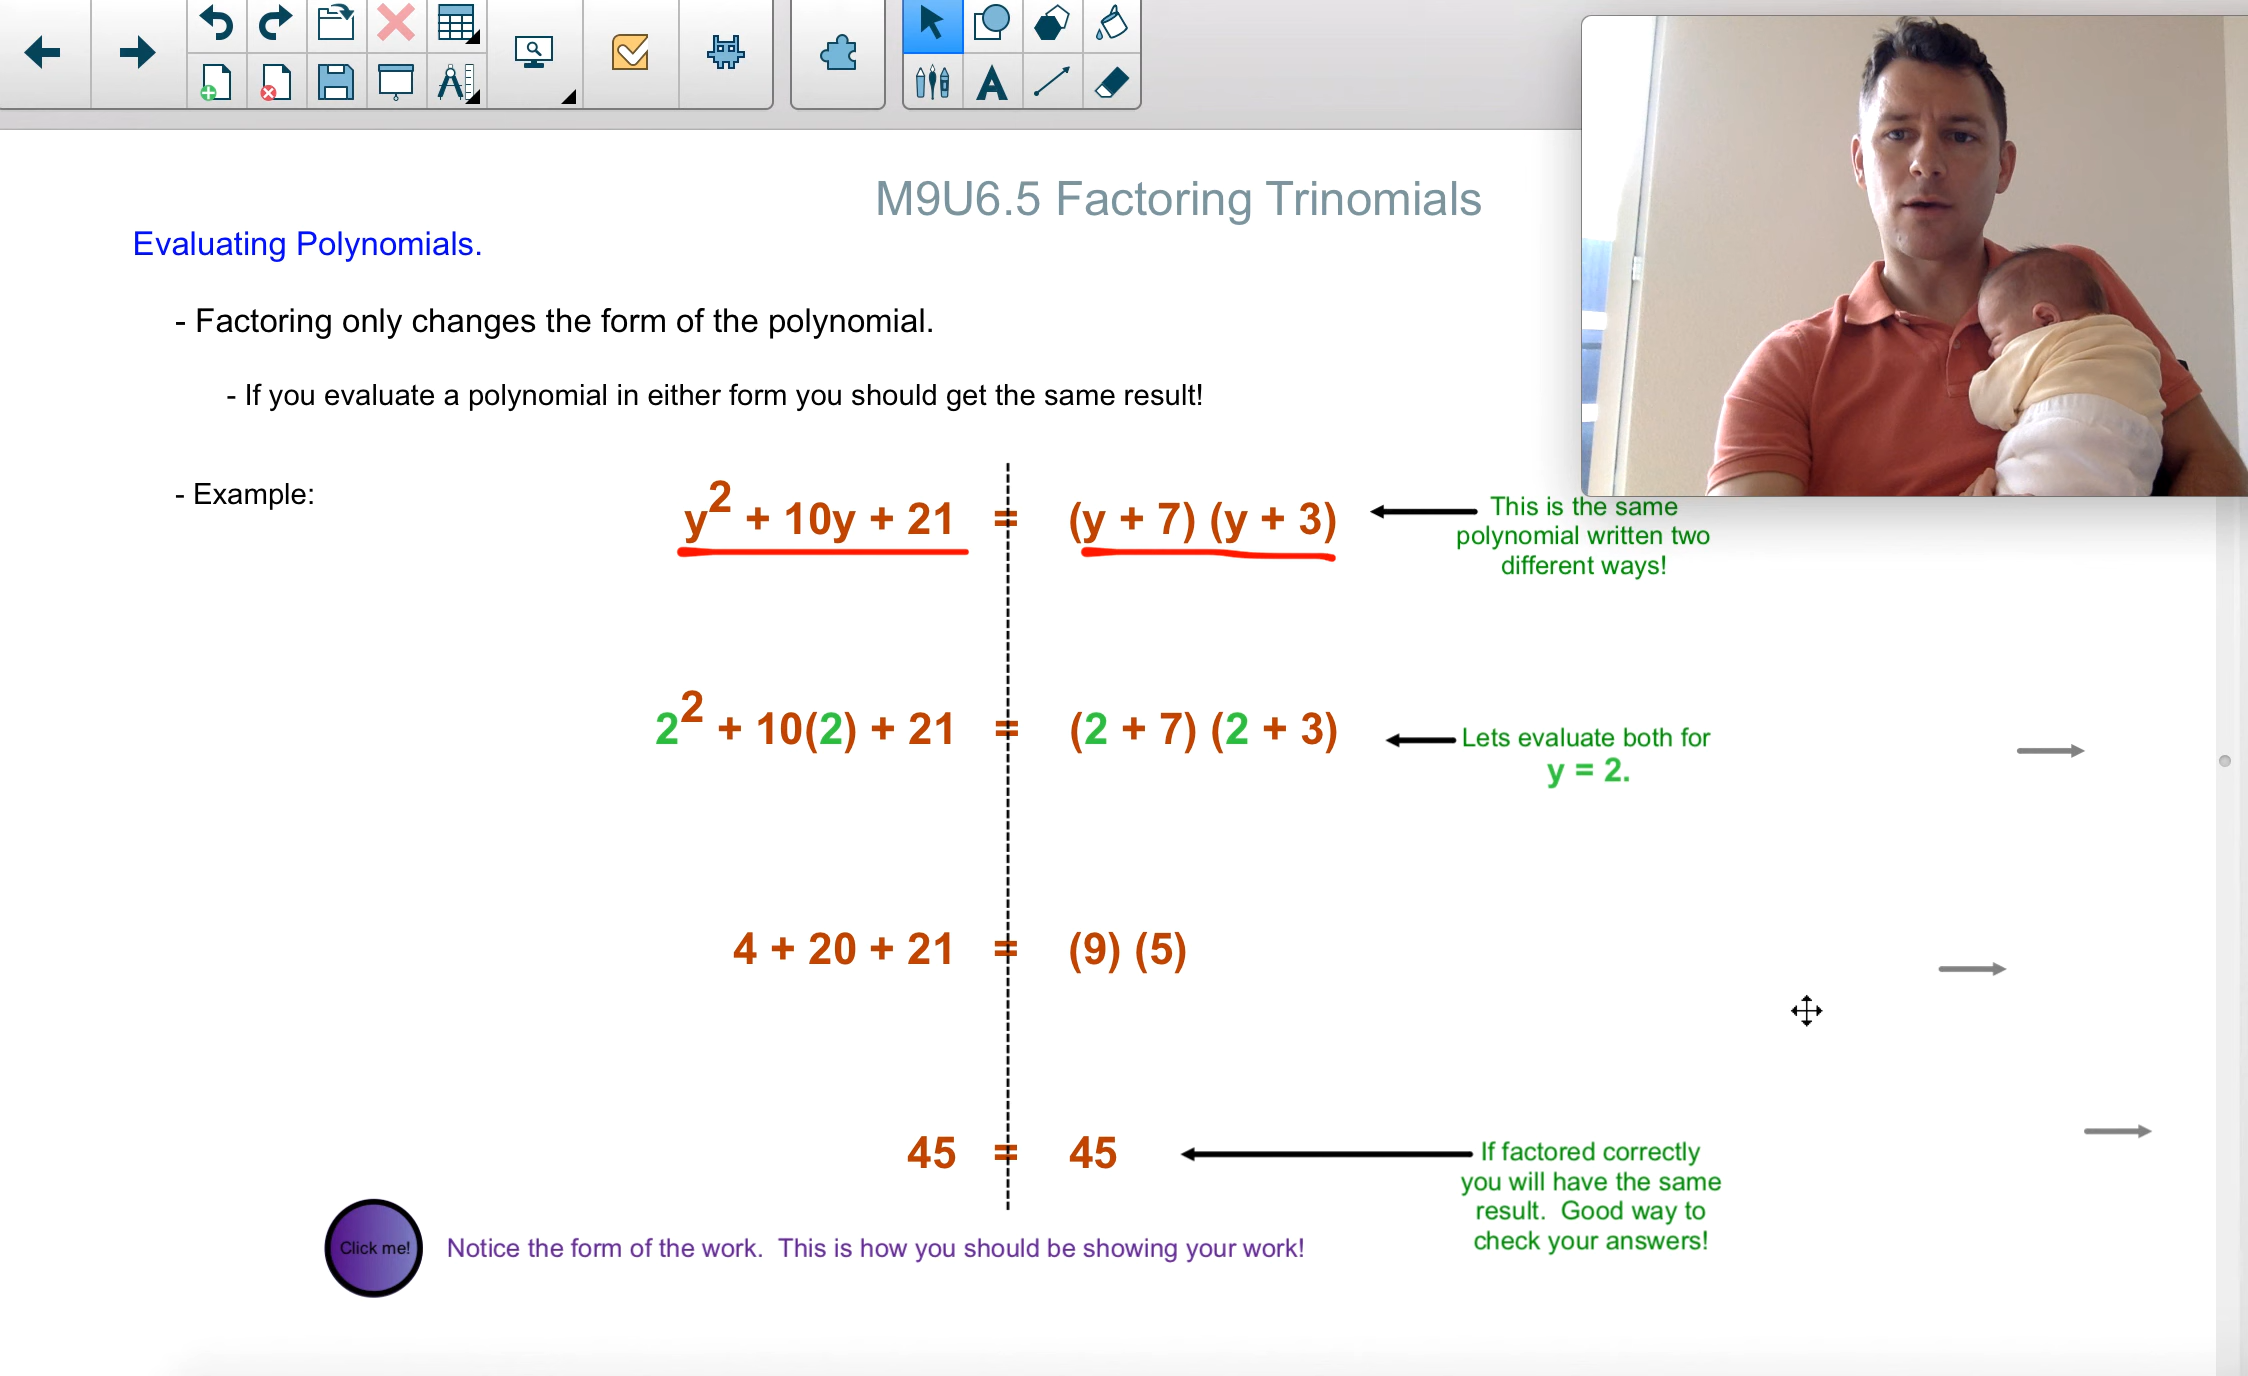 M9U6.5 Factoring Trinomials
Evaluating Polynomials.
- Factoring only changes the form of the polynomial.
- If you evaluate a polynomial in either form you should get the same result!
- Example:
y² + 10y + 21 = (y + 7) (y + 3)
This is the same
polynomial written two
different ways!
2² + 10(2) + 21 = (2 + 7) (2 + 3)
Lets evaluate both for
y = 2.
4 + 20 + 21 = (9) (5)
45 = 45
If factored correctly
you will have the same
result. Good way to
check your answers!
Click me!
Notice the form of the work. This is how you should be showing your work!